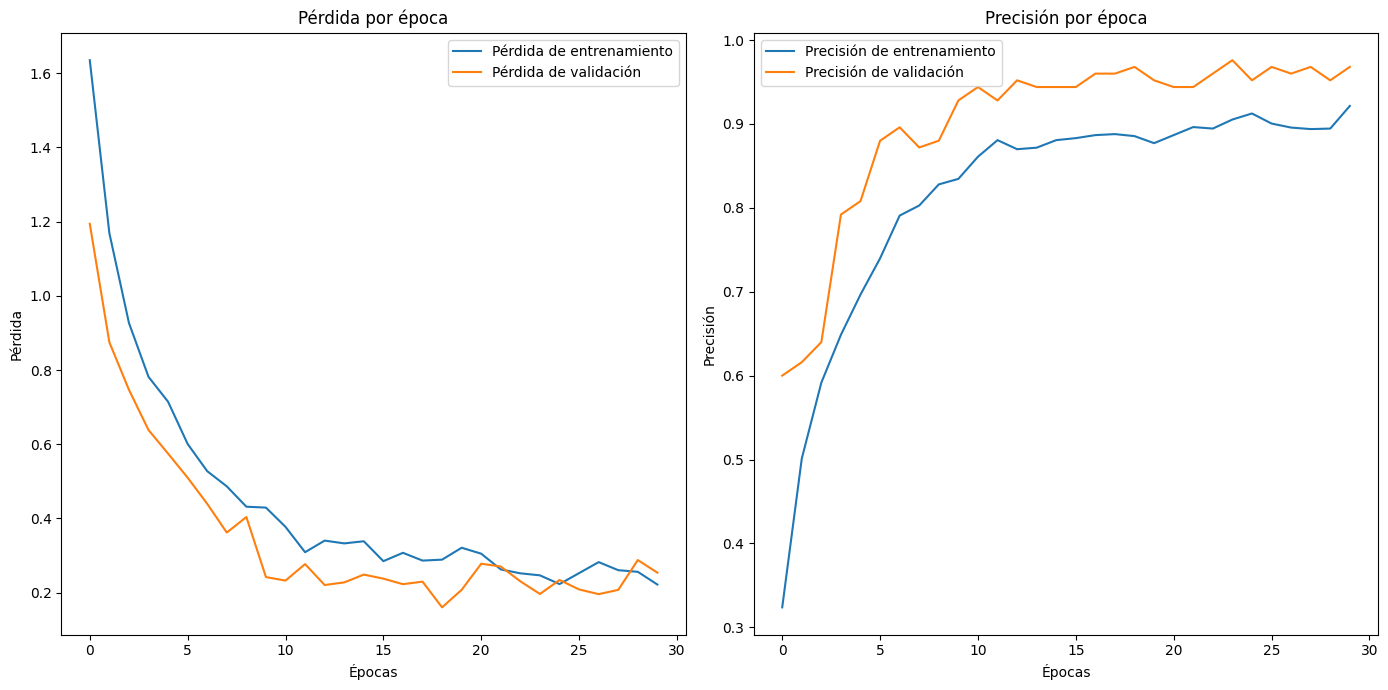 Pérdida por época
Pérdida de entrenamiento
Pérdida de validación
1.6
1.4
1.2
1.0
0.8
0.6
0.4
0.2
Pérdida
0 5 10 15 20 25 30
Épocas
Precisión por época
Precisión de entrenamiento
Precisión de validación
1.0
0.9
0.8
0.7
0.6
0.5
0.4
0.3
Precisión
0 5 10 15 20 25 30
Épocas